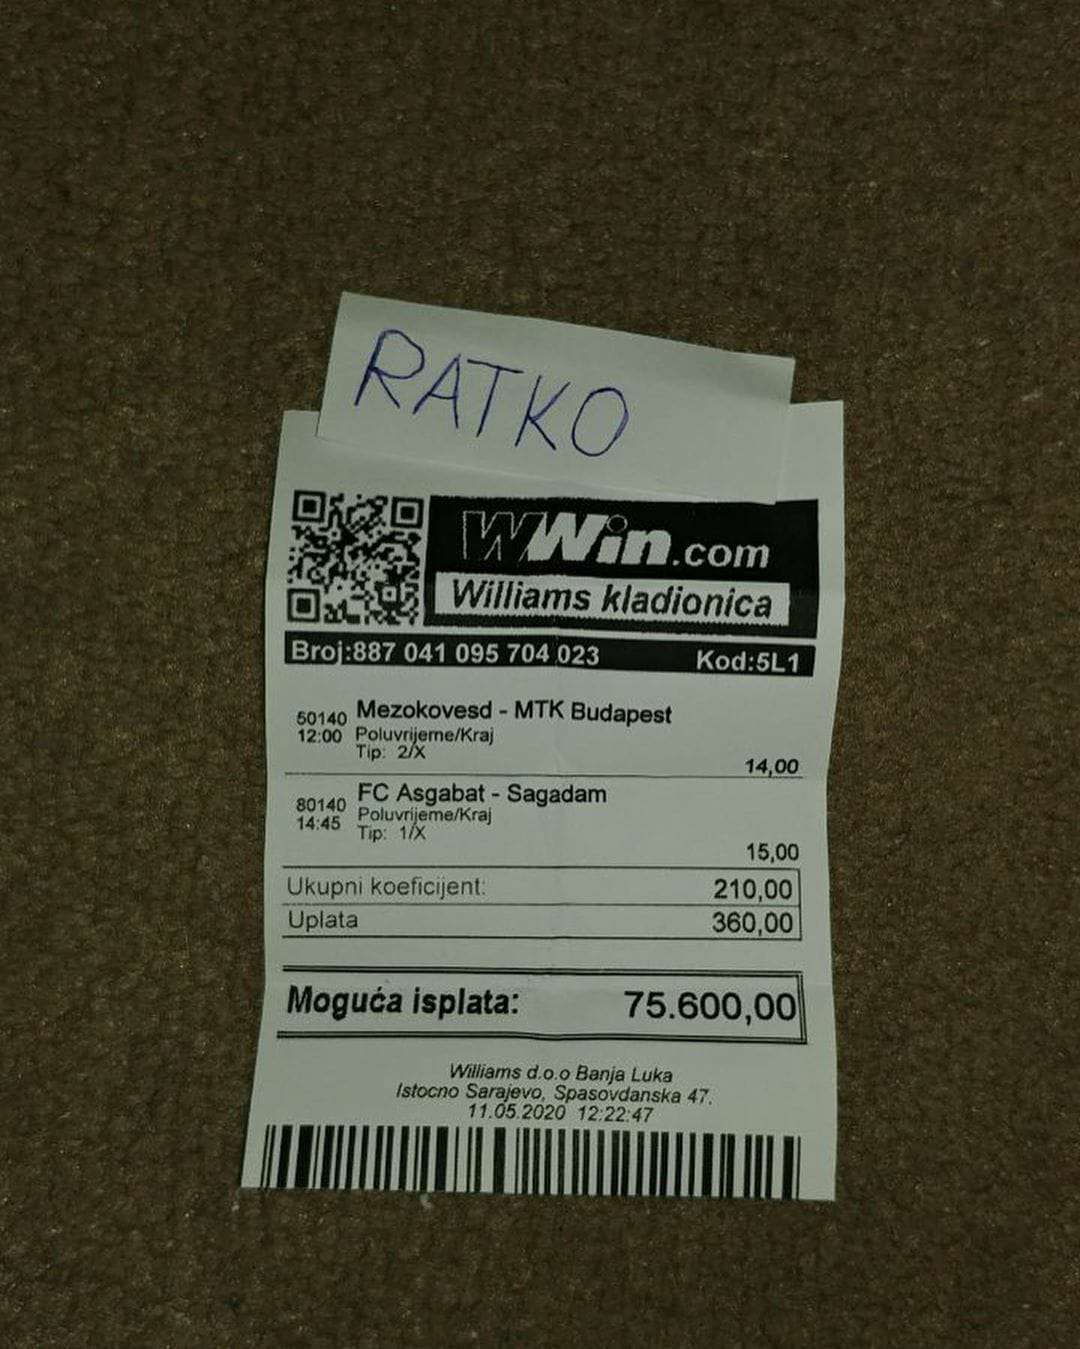 RATKO
WWin.com
Williams kladionica
Broj:887 041 095 704 023 Kod:5L1
50140 Mezokovesd - MTK Budapest
12:00 Poluvrijeme/Kraj
Tip: 2/X
14,00
80140 FC Asgabat - Sagadam
14:45 Poluvrijeme/Kraj
Tip: 1/X
15,00
Ukupni koeficijent: 210,00
Uplata 360,00
Moguća isplata: 75.600,00
Williams d.o.o Banja Luka
Istocno Sarajevo, Spasovdanska 47.
11.05.2020 12:22:47